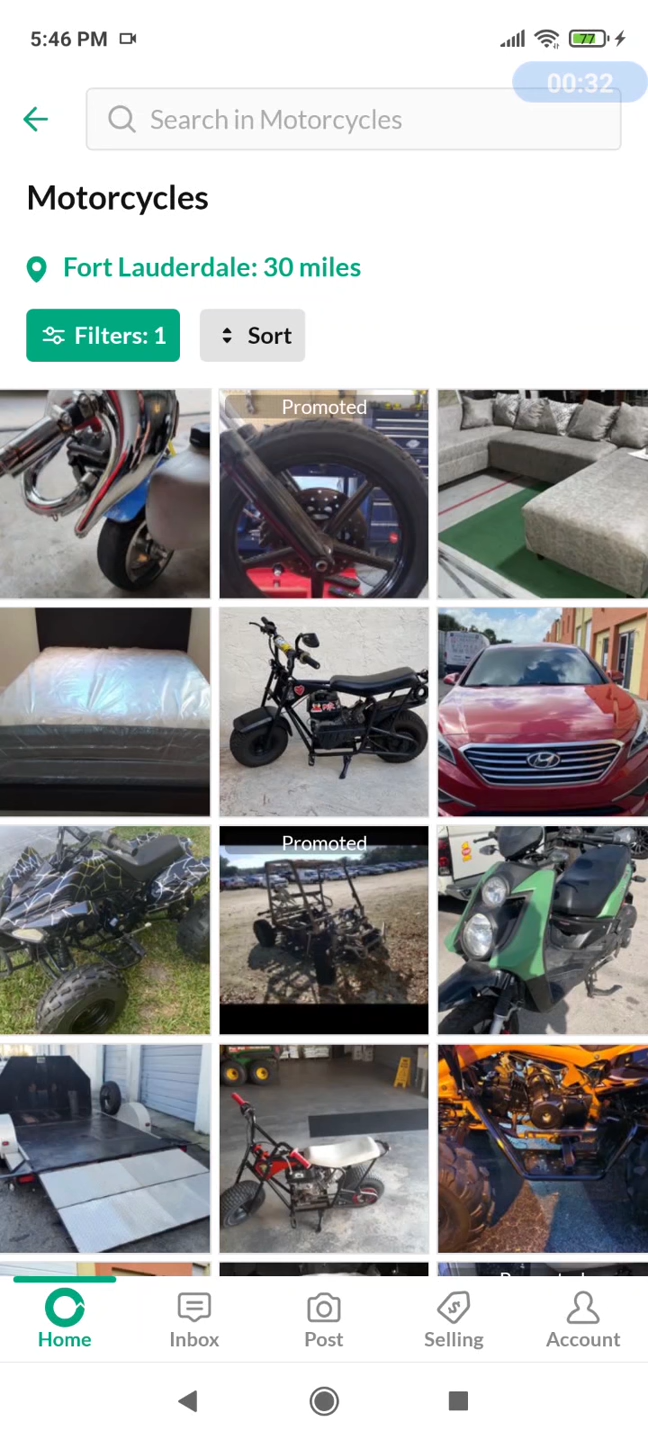 5:46 PM
77
00:32
Search in Motorcycles
Motorcycles
Fort Lauderdale: 30 miles
Filters: 1
Sort
Promoted
Promoted
Home
Inbox
Post
Selling
Account